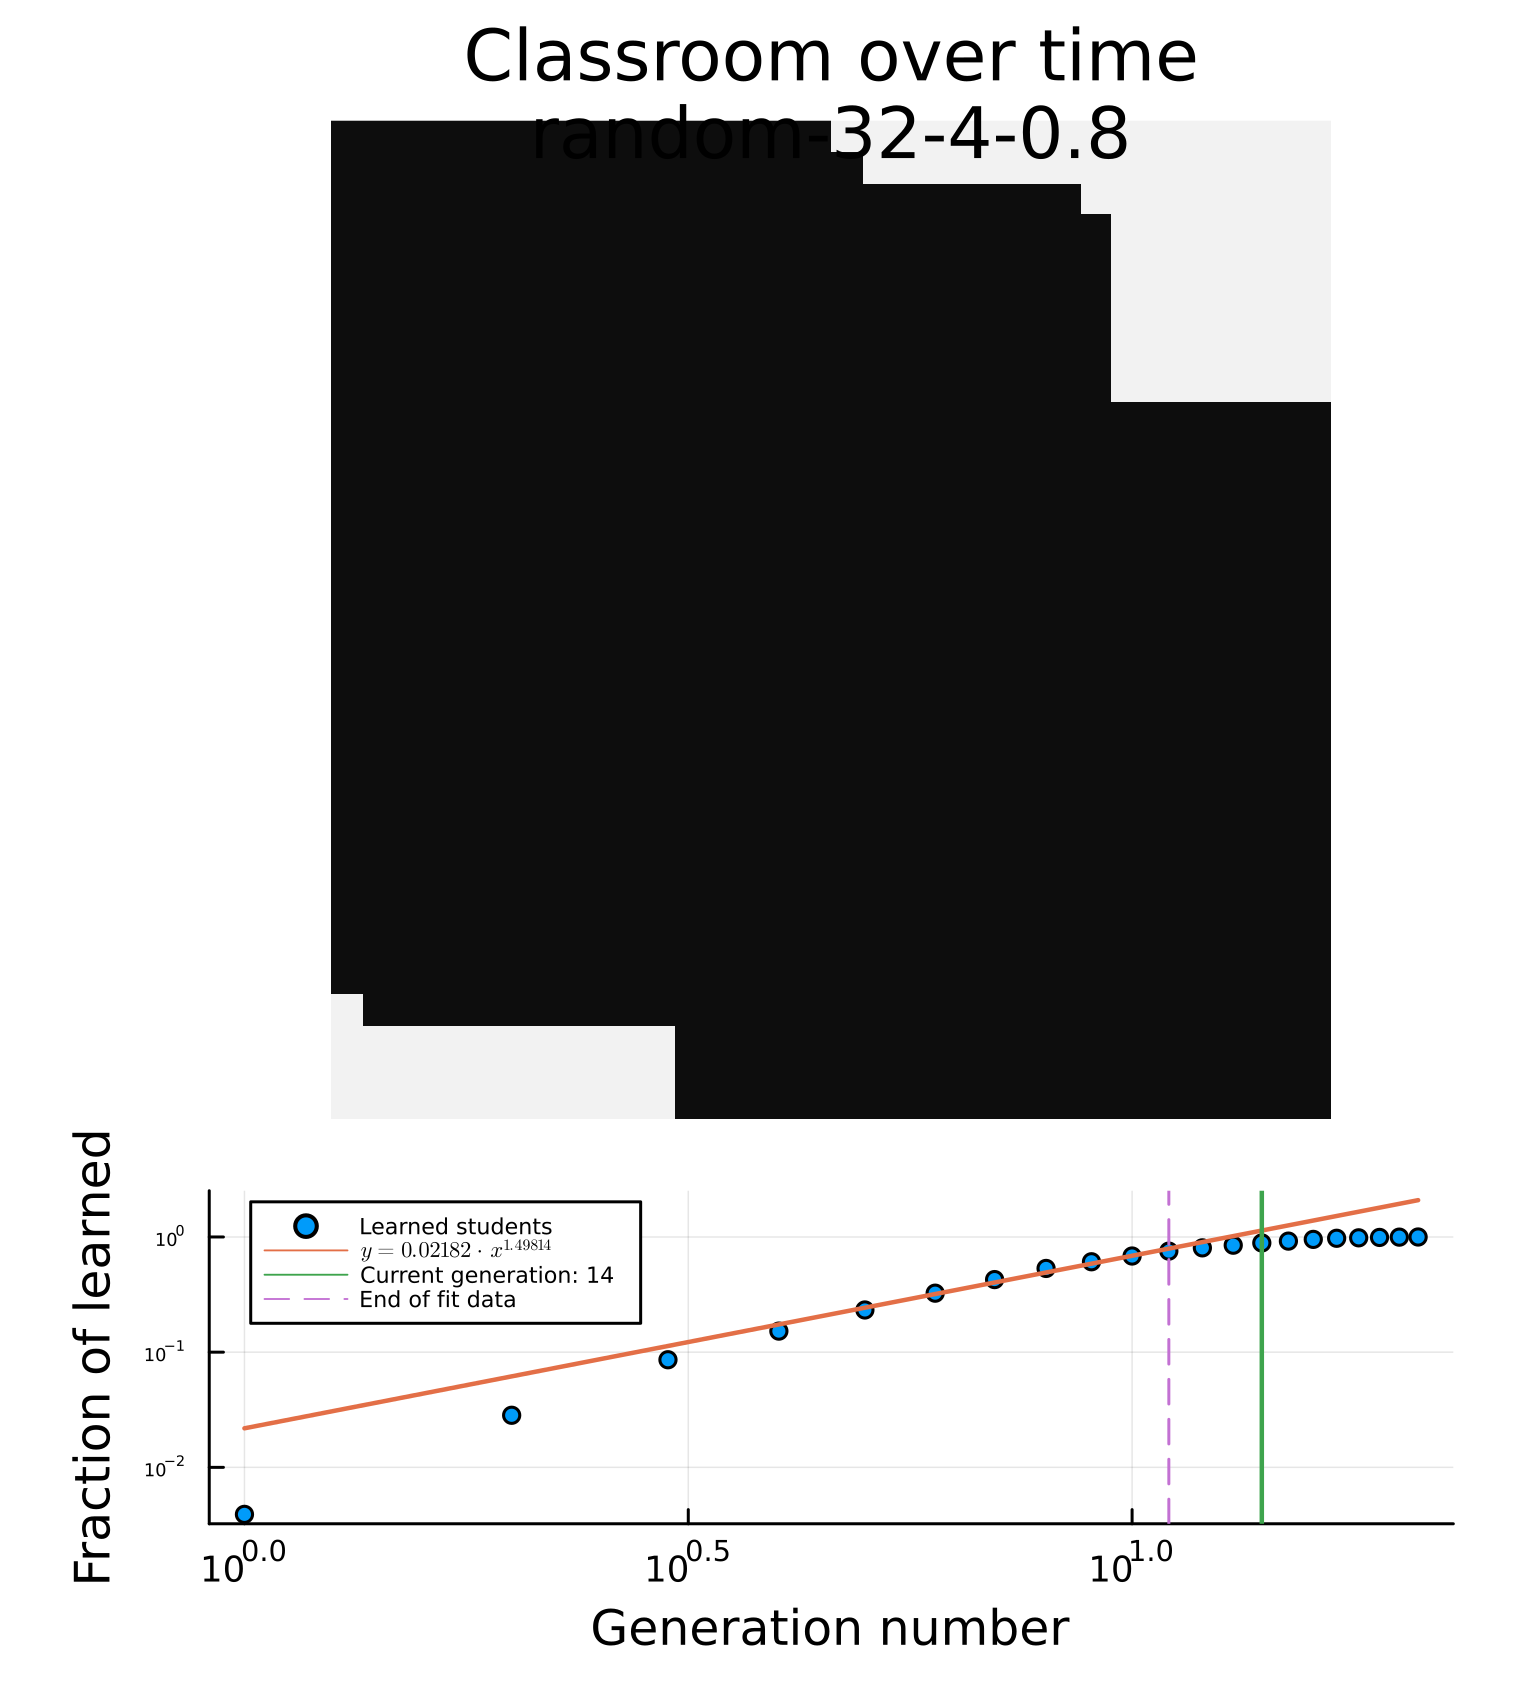 Classroom over time
random-32-4-0.8
Fraction of learned
10⁰
10⁻¹
10⁻²
Learned students
y = 0.02182 · x^1.49814
Current generation: 14
End of fit data
10^0.0
10^0.5
10^1.0
Generation number